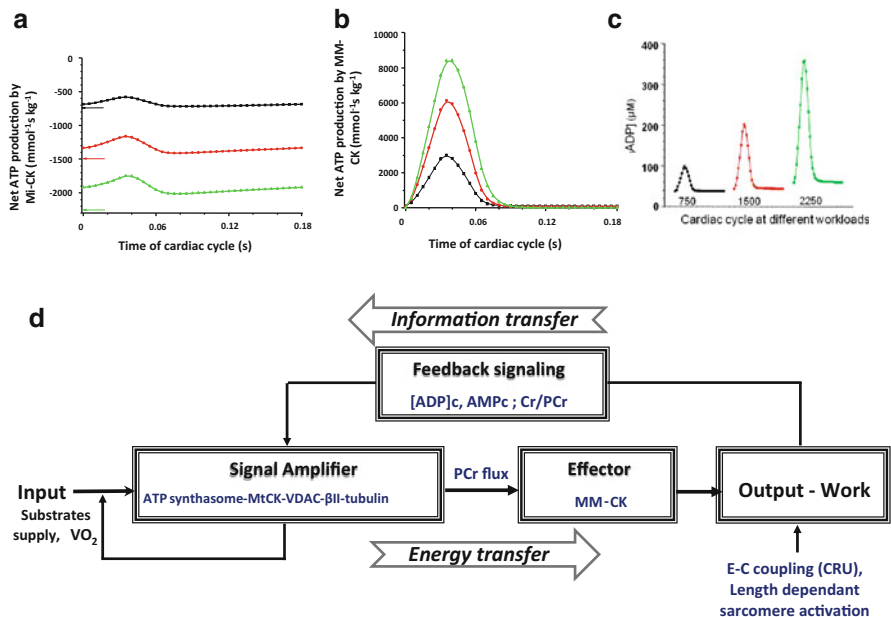 a
Net ATP production by
Mi-CK (mmol⁻¹s kg⁻¹)
0
-500
-1000
-1500
-2000
0
0.06
0.12
0.18
Time of cardiac cycle (s)
b
Net ATP production by MM-
CK (mmol⁻¹s kg⁻¹)
10000
8000
6000
4000
2000
0
0
0.06
0.12
0.18
Time of cardiac cycle (s)
c
[ADP] (µM)
400
300
200
100
0
750
1500
2250
Cardiac cycle at different workloads
d
Information transfer
Feedback signaling
[ADP]c, AMPc ; Cr/PCr
Signal Amplifier
ATP synthasome-MtCK-VDAC-βII-tubulin
PCr flux
Effector
MM-CK
Output - Work
Input
Substrates
supply, VO₂
Energy transfer
E-C coupling (CRU),
Length dependant
sarcomere activation